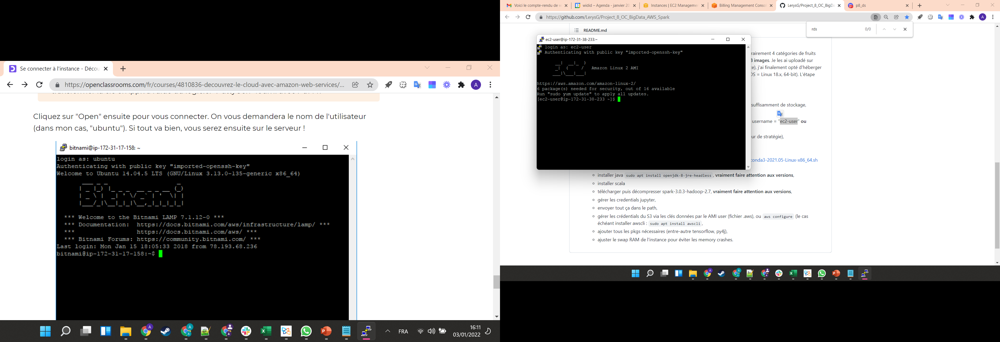 Se connecter à l'instance - Décou
https://openclassrooms.com/fr/courses/4810836-decouvrez-le-cloud-avec-amazon-web-services/...
A
Cliquez sur "Open" ensuite pour vous connecter. On vous demandera le nom de l'utilisateur
(dans mon cas, "ubuntu"). Si tout va bien, vous serez ensuite sur le serveur !
bitnami@ip-172-31-17-158: ~
login as: ubuntu
Authenticating with public key "imported-openssh-key"
Welcome to Ubuntu 14.04.5 LTS (GNU/Linux 3.13.0-135-generic x86_64)
Bitnami
*** Welcome to the Bitnami LAMP 7.1.12-0 ***
*** Documentation:  https://docs.bitnami.com/aws/infrastructure/lamp/ ***
***                 https://docs.bitnami.com/aws/ ***
*** Bitnami Forums: https://community.bitnami.com/ ***
Last login: Mon Jan 15 18:05:33 2018 from 78.193.68.236
bitnami@ip-172-31-17-158:~$
FRA
16:11
03/01/2022
Voici le compte-rendu de v
widid – Agenda - janvier 20
Instances | EC2 Manageme
Billing Management Conso
LerysG/Project_8_OC_BigDa
p8_ds
https://github.com/LerysG/Project_8_OC_BigData_AWS_Spark
A
README.md
rds
0/0
ec2-user@ip-172-31-38-233:~
login as: ec2-user
Authenticating with public key "imported-openssh-key"
       __|  __|_  )
       _|  (     /   Amazon Linux 2 AMI
      ___|\___|___|
https://aws.amazon.com/amazon-linux-2/
6 package(s) needed for security, out of 16 available
Run "sudo yum update" to apply all updates.
[ec2-user@ip-172-31-38-233 ~]$
rairement 4 catégories de fruits
3 images. Je les ai uploadé sur
e), j'ai finalement opté d'héberger
OS = Linux 18.x, 64-bit). L'étape
suffisamment de stockage,
username = "ec2-user" ou
ur de stratégie),
conda3-2021.05-Linux-x86_64.sh
installer java sudo apt install openjdk-8-jre-headless, vraiment faire attention aux versions,
installer scala
télécharger puis décompresser spark-3.0.3-hadoop-2.7, vraiment faire attention aux versions,
gérer les credentials jupyter,
envoyer tout ça dans le path,
gérer les crédentials du S3 via les clés données par le AMI user (fichier .aws), ou aws configure (le cas
échéant installer awscli : sudo apt install awscli,
ajouter tous les pkgs nécessaires (entre-autre tensorflow, py4j),
ajuster le swap RAM de l'instance pour éviter les memory crashes.